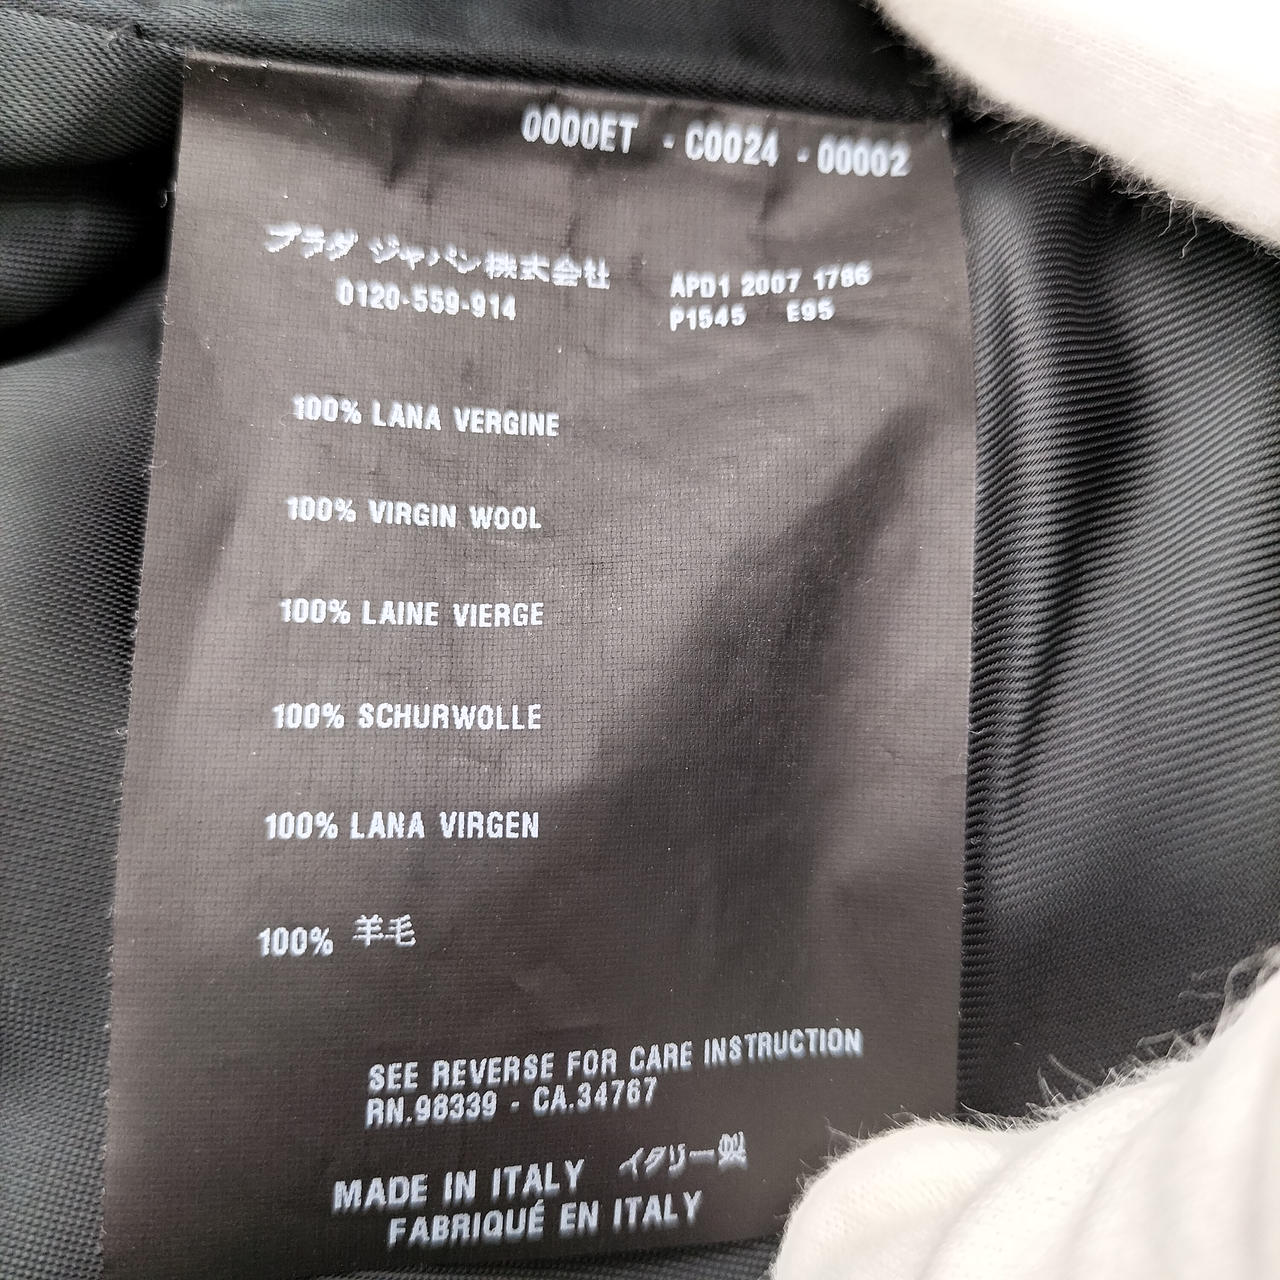 0000ET - C0024 - 00002
プラダ ジャパン株式会社
0120-559-914
APD1 2007 1786
P1545 E95
100% LANA VERGINE
100% VIRGIN WOOL
100% LAINE VIERGE
100% SCHURWOLLE
100% LANA VIRGEN
100% 羊毛
SEE REVERSE FOR CARE INSTRUCTION
RN.98339 - CA.34767
MADE IN ITALY イタリー製
FABRIQUÉ EN ITALY